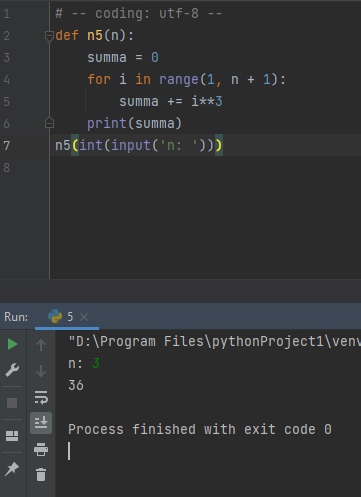 1 # -- coding: utf-8 --
2 def n5(n):
3     summa = 0
4     for i in range(1, n + 1):
5         summa += i**3
6     print(summa)
7 n5(int(input('n: ')))
8
Run: 5 ×
"D:\Program Files\pythonProject1\venv
n: 3
36
Process finished with exit code 0